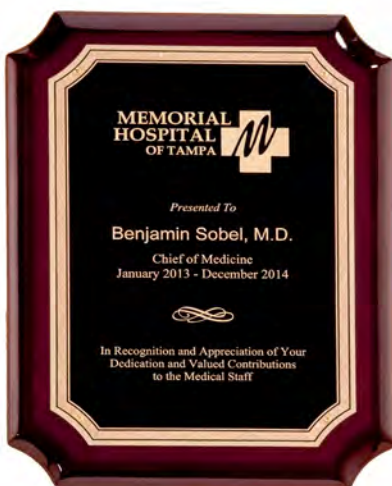 MEMORIAL
HOSPITAL
OF TAMPA
M
Presented To
Benjamin Sobel, M.D.
Chief of Medicine
January 2013 - December 2014
In Recognition and Appreciation of Your
Dedication and Valued Contributions
to the Medical Staff